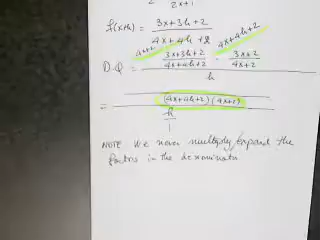 2x+1
f(x+h) = 3x+3h+2 / 4x+4h+2
4x+2 4x+4h+2
D.Q = 3x+3h+2 / 4x+4h+2 - 3x+2 / 4x+2
h
= (4x+4h+2)(4x+2)
h
1
NOTE We never multiply/expand the
factors in the denominator